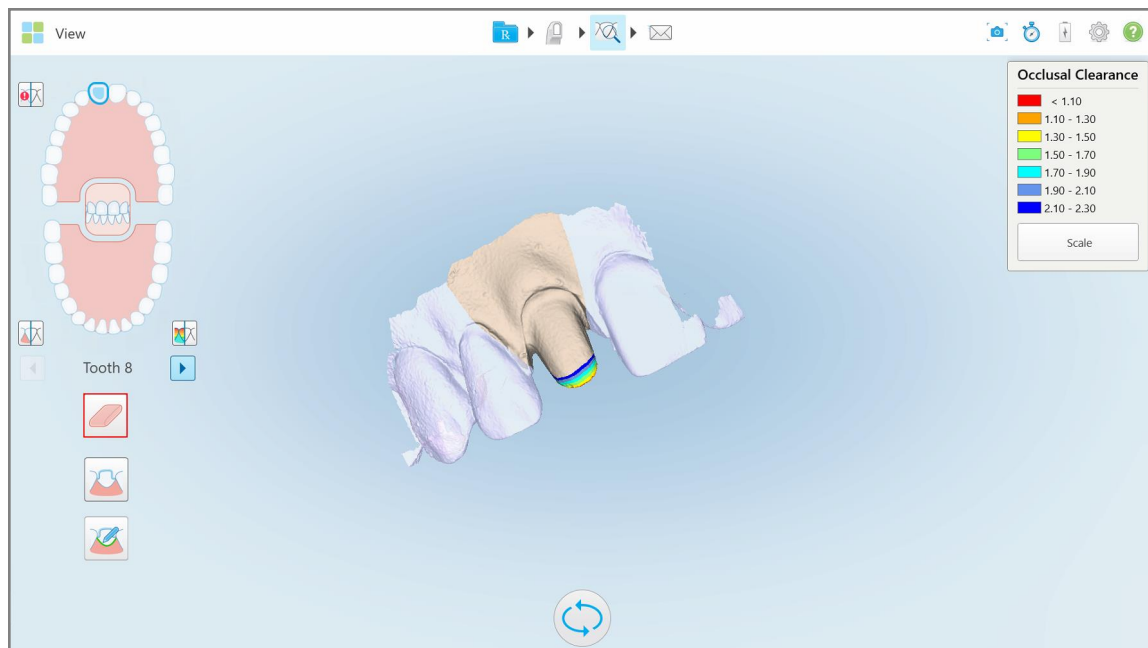 View
R
Occlusal Clearance
< 1.10
1.10 - 1.30
1.30 - 1.50
1.50 - 1.70
1.70 - 1.90
1.90 - 2.10
2.10 - 2.30
Scale
Tooth 8